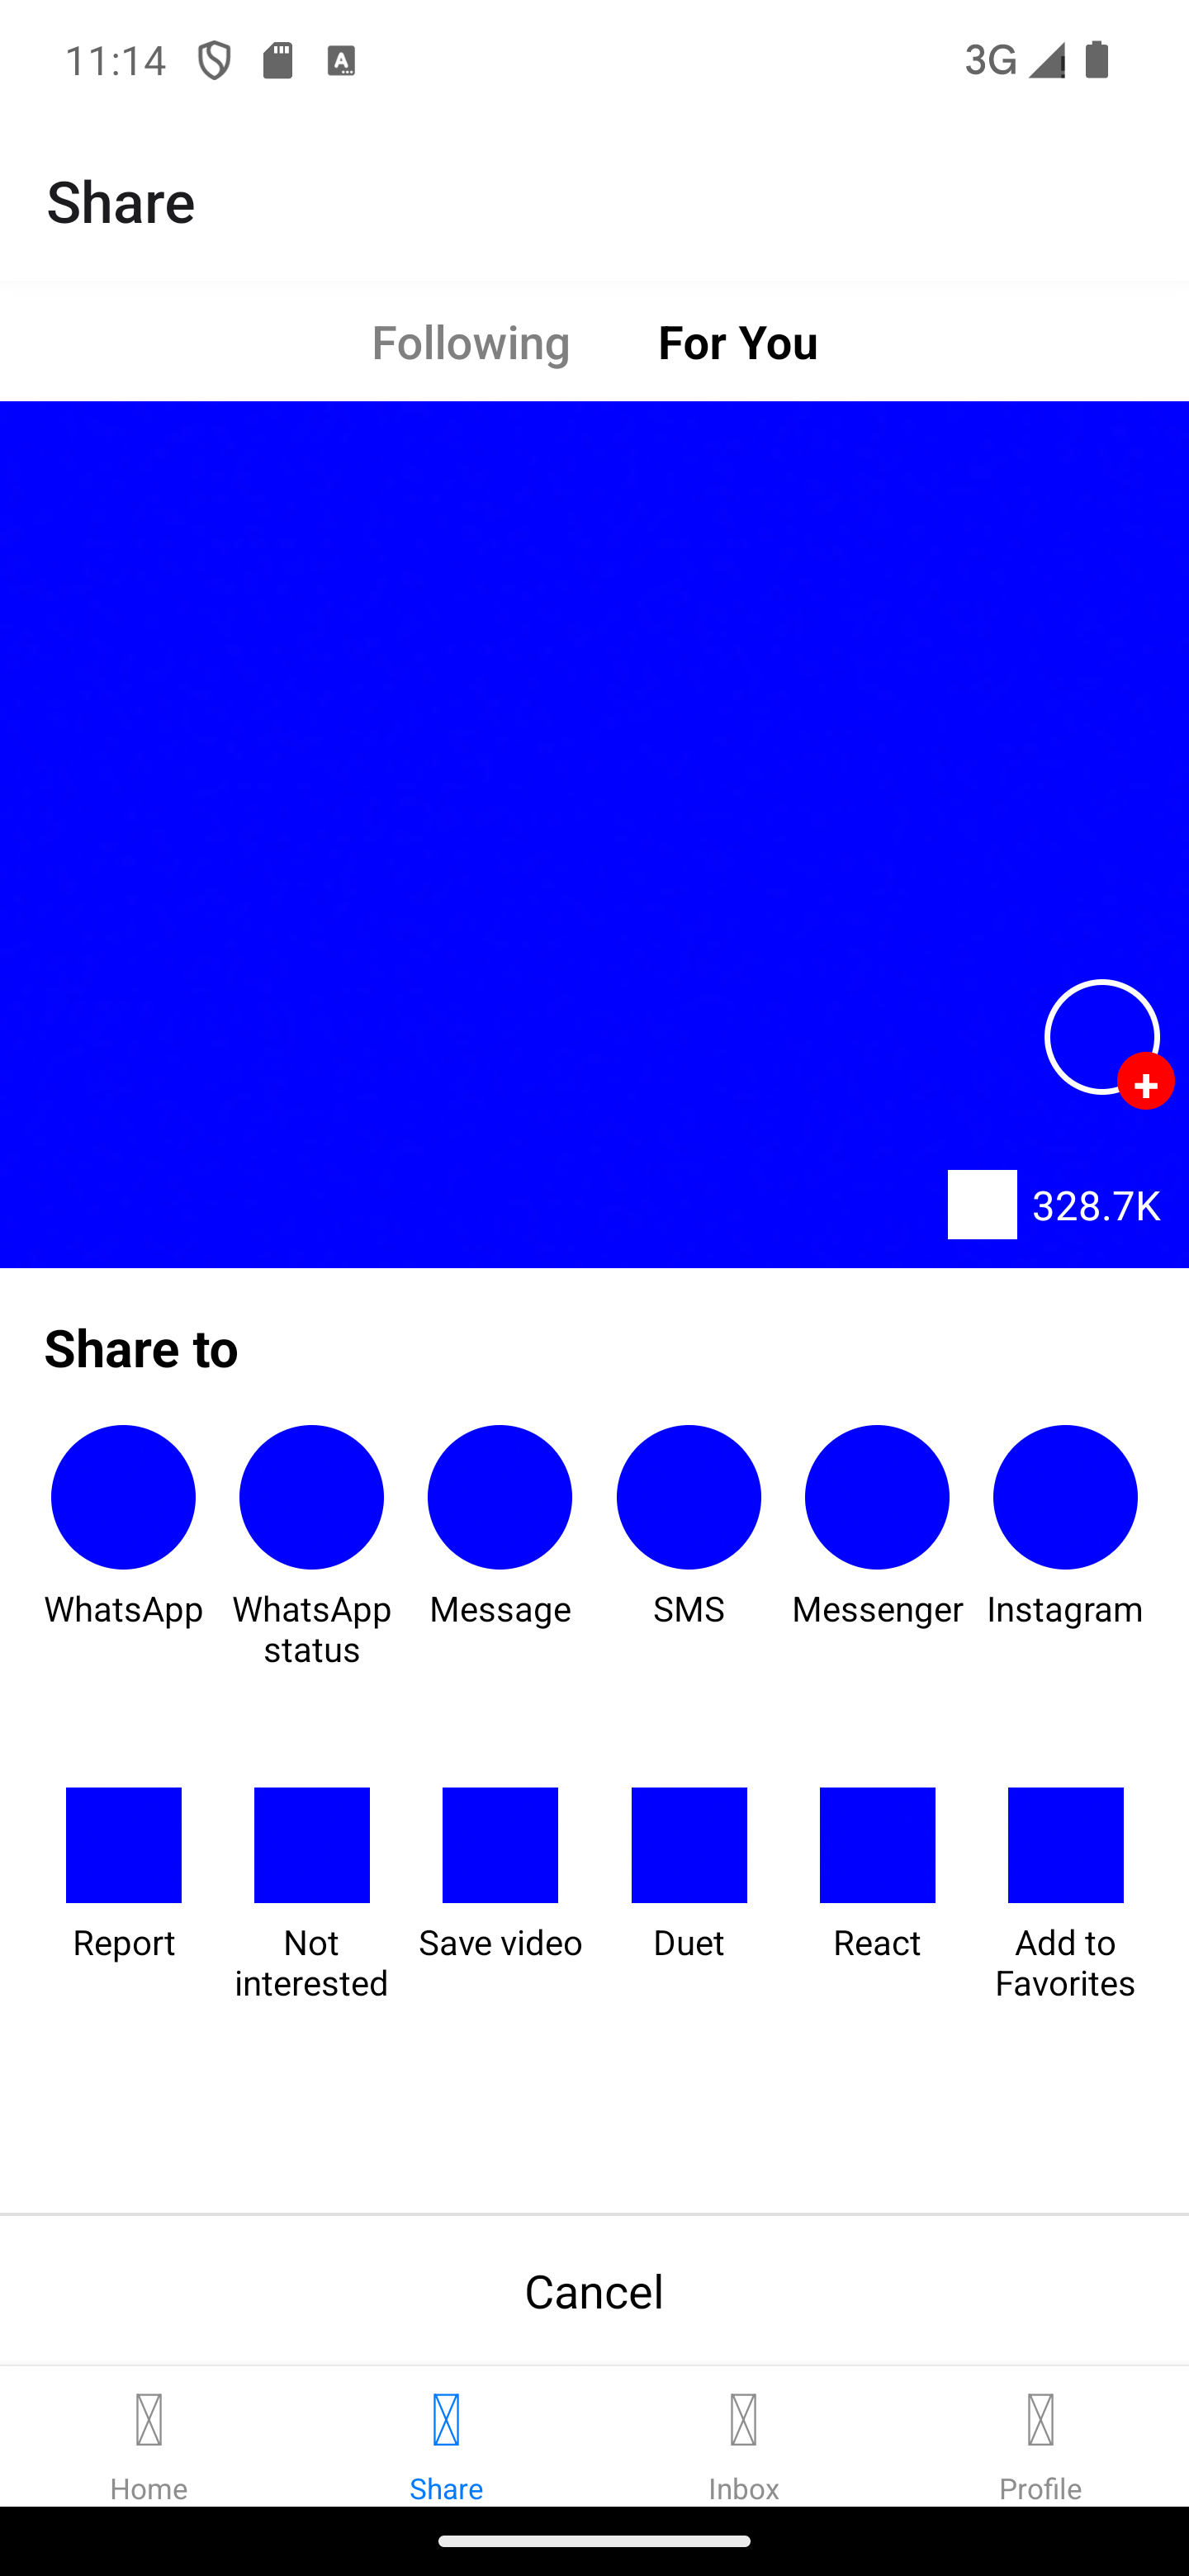 11:14
3G
Share
Following For You
+
328.7K
Share to
WhatsApp WhatsApp status Message SMS Messenger Instagram
Report Not interested Save video Duet React Add to Favorites
Cancel
Home Share Inbox Profile